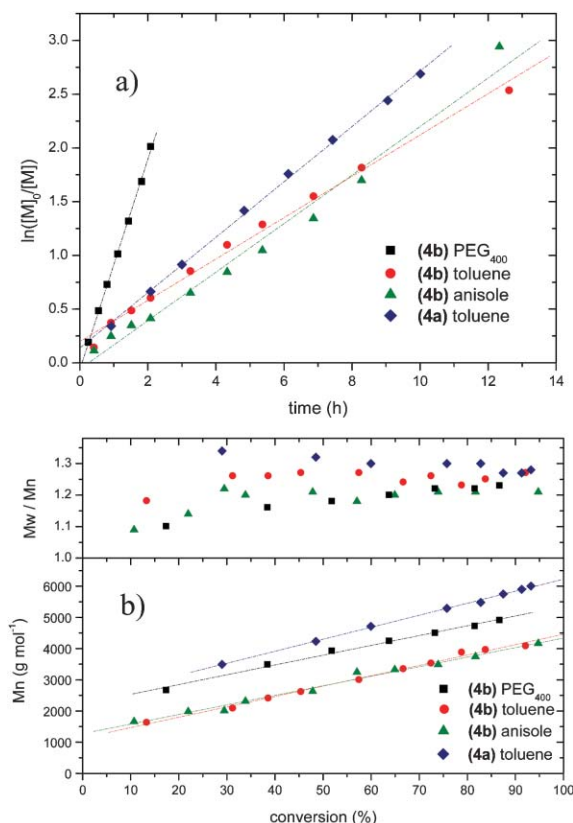 3.0
2.5
2.0
1.5
1.0
0.5
0.0
ln([M]₀/[M])
a)
(4b) PEG₄₀₀
(4b) toluene
(4b) anisole
(4a) toluene
0 2 4 6 8 10 12 14
time (h)
1.3
1.2
1.1
1.0
Mw / Mn
6000
5000
4000
3000
2000
1000
0
Mn (g mol⁻¹)
b)
(4b) PEG₄₀₀
(4b) toluene
(4b) anisole
(4a) toluene
0 10 20 30 40 50 60 70 80 90 100
conversion (%)